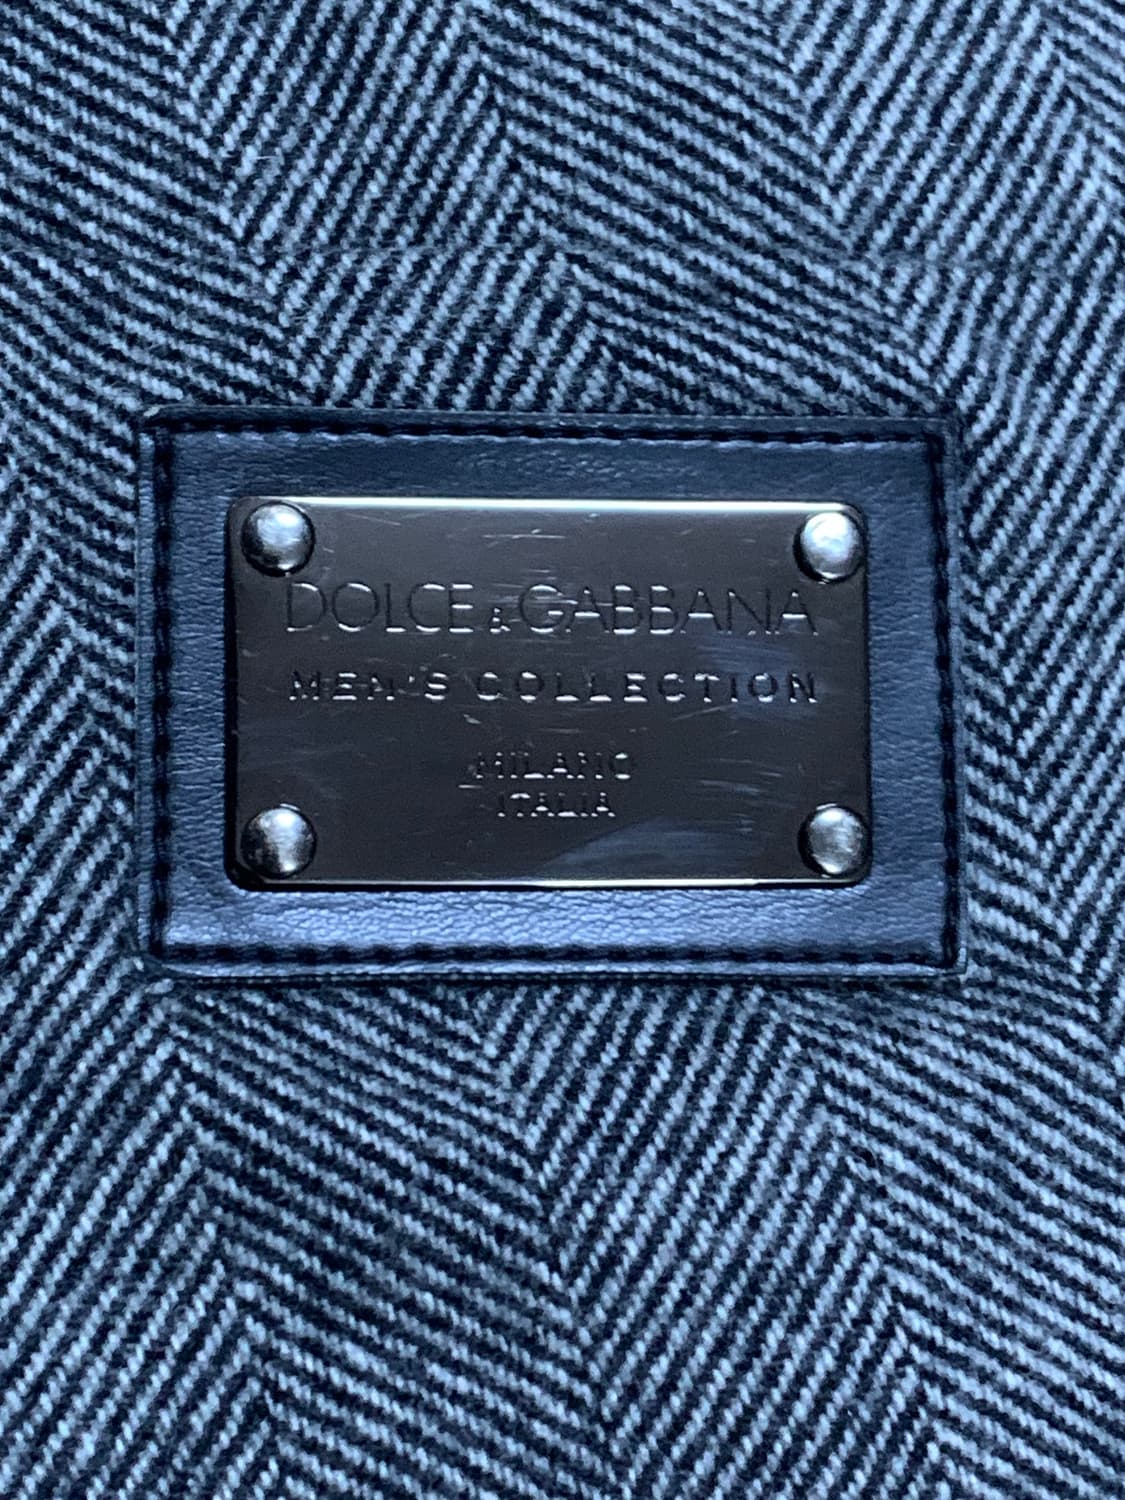 DOLCE & GABBANA
MEN'S COLLECTION
MILANO
ITALIA